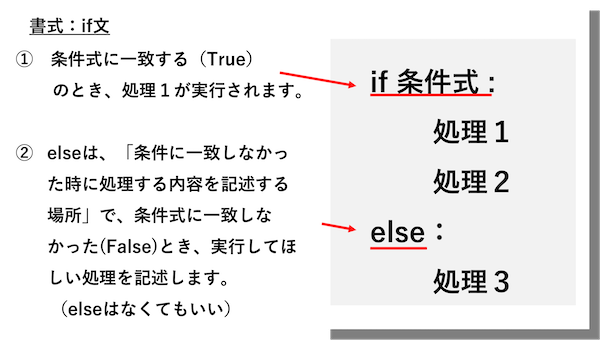 書式：if文
① 条件式に一致する（True）
のとき、処理１が実行されます。
② elseは、「条件に一致しなかっ
た時に処理する内容を記述する
場所」で、条件式に一致しな
かった(False)とき、実行してほ
しい処理を記述します。
（elseはなくてもいい）
if 条件式 :
処理１
処理２
else：
処理３